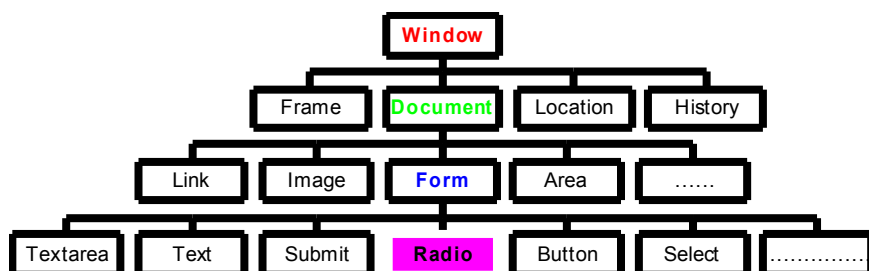 Window
Frame Document Location History
Link Image Form Area ……
Textarea Text Submit Radio Button Select ……………